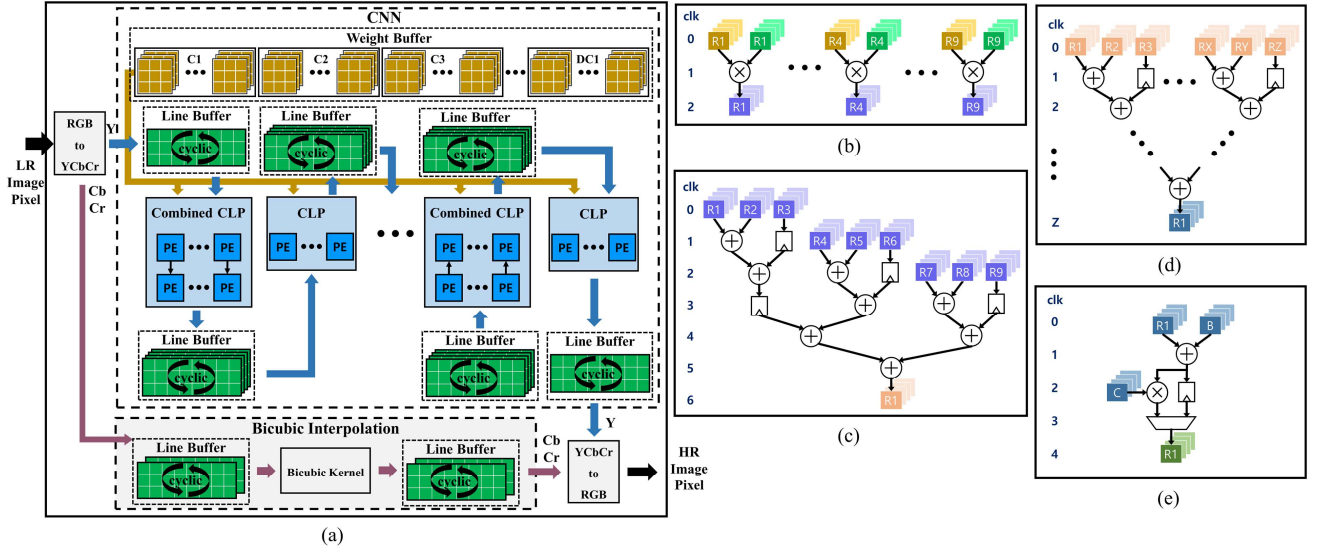 CNN
Weight Buffer
C1
C2
C3
DC1
RGB
to
YCbCr
Y
LR
Image
Pixel
Cb
Cr
Line Buffer
cyclic
Line Buffer
cyclic
Line Buffer
cyclic
Combined CLP
PE PE
PE PE
CLP
PE PE
Combined CLP
PE PE
PE PE
CLP
PE PE
Line Buffer
cyclic
Line Buffer
cyclic
Line Buffer
cyclic
Y
Bicubic Interpolation
Line Buffer
cyclic
Bicubic Kernel
Line Buffer
cyclic
Cb
Cr
YCbCr
to
RGB
HR
Image
Pixel
(a)
clk
0 R1 R1 R4 R4 R9 R9
1
2 R1 R4 R9
(b)
clk
0 R1 R2 R3
1 R4 R5 R6
2 R7 R8 R9
3
4
5
6 R1
(c)
clk
0 R1 R2 R3 RX RY RZ
1
2
Z R1
(d)
clk
0 R1 B
1
2 C
3
4 R1
(e)